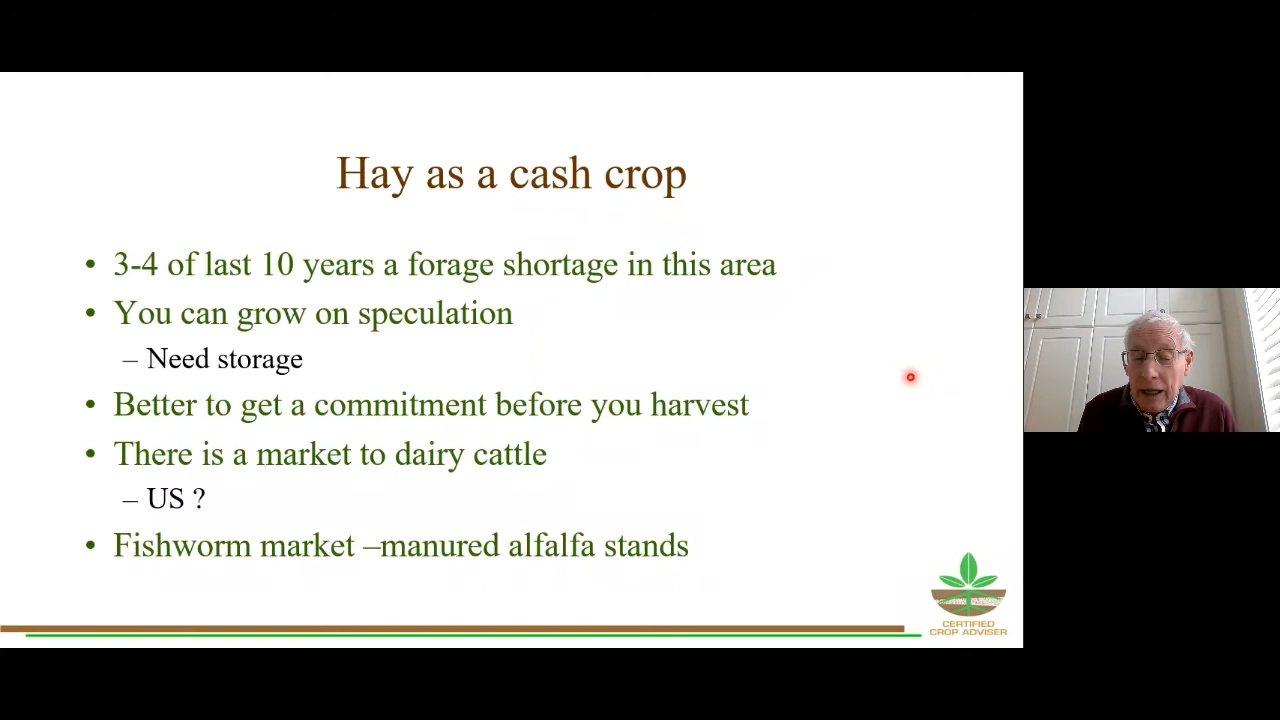 Hay as a cash crop
• 3-4 of last 10 years a forage shortage in this area
• You can grow on speculation
– Need storage
• Better to get a commitment before you harvest
• There is a market to dairy cattle
– US ?
• Fishworm market –manured alfalfa stands
CERTIFIED
CROP ADVISER